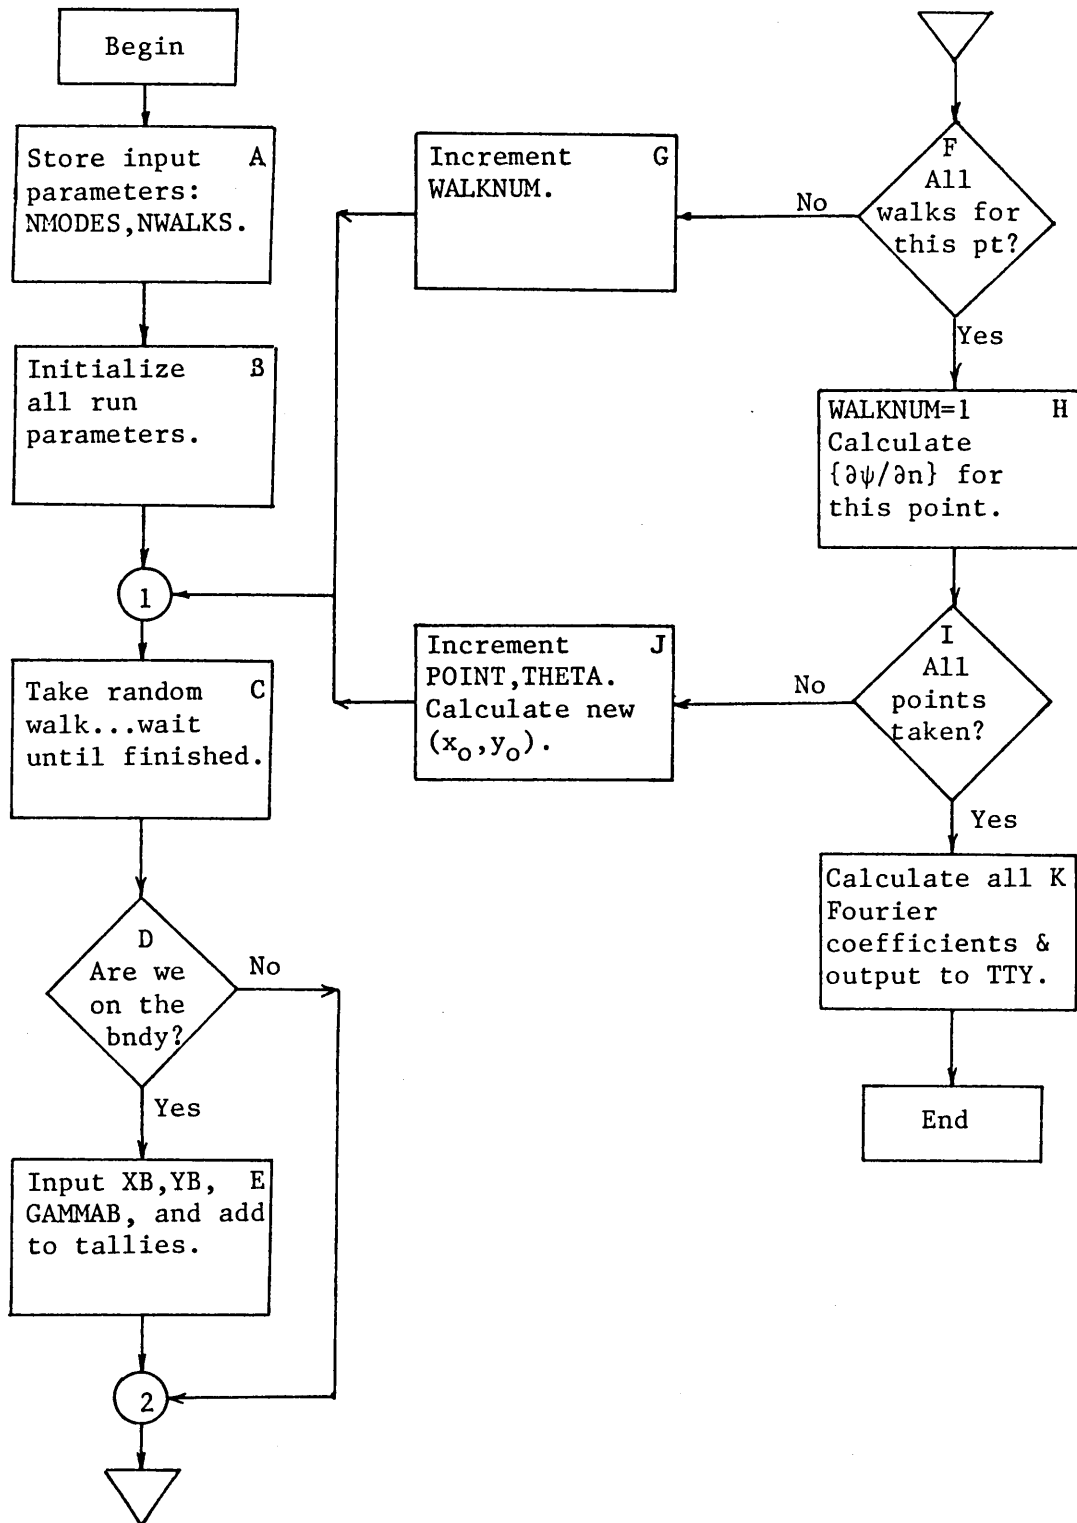 Begin
Store input A
parameters:
NMODES,NWALKS.
Initialize B
all run
parameters.
1
Take random C
walk...wait
until finished.
D
Are we
on the
bndy?
No
Yes
Input XB,YB, E
GAMMAB, and add
to tallies.
2
Increment G
WALKNUM.
No
F
All
walks for
this pt?
Yes
WALKNUM=1 H
Calculate
{∂ψ/∂n} for
this point.
Increment J
POINT,THETA.
Calculate new
(x₀,y₀).
No
I
All
points
taken?
Yes
Calculate all K
Fourier
coefficients &
output to TTY.
End